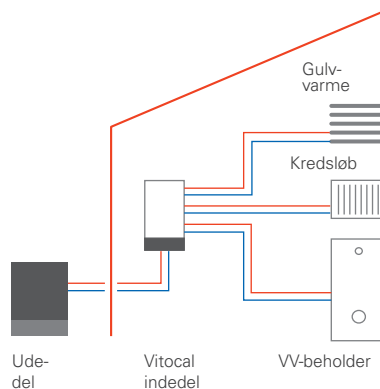 Gulv-
varme
Kredsløb
Ude-
del
Vitocal
indedel
VV-beholder